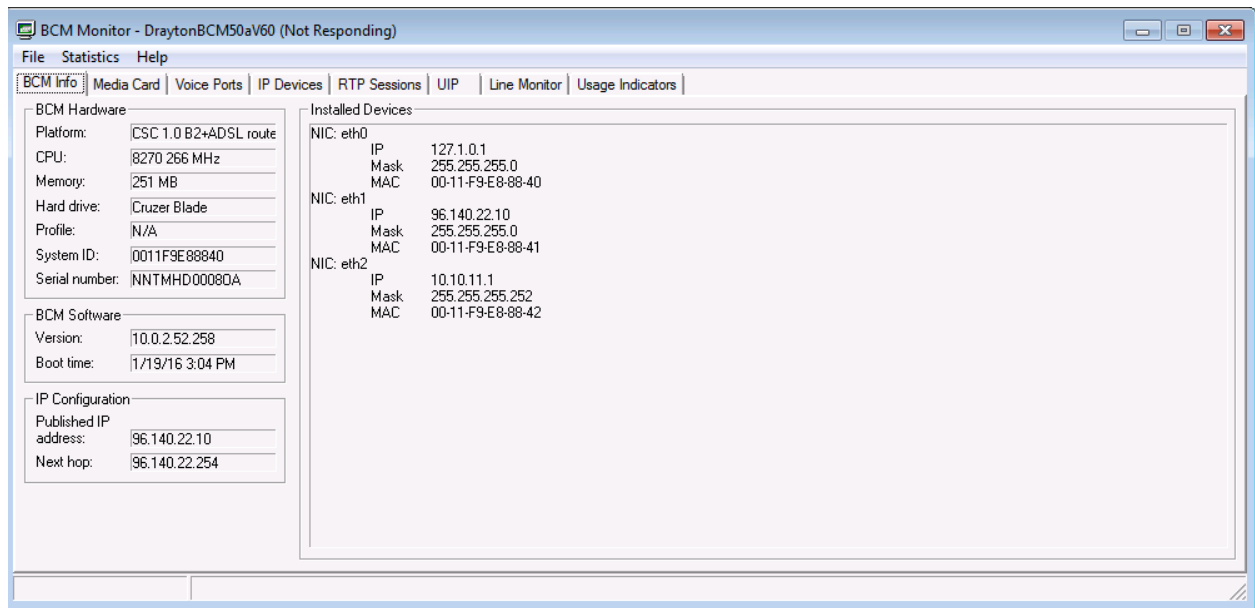 BCM Monitor - DraytonBCM50aV60 (Not Responding)
File Statistics Help
BCM Info Media Card Voice Ports IP Devices RTP Sessions UIP Line Monitor Usage Indicators
BCM Hardware
Platform: CSC 1.0 B2+ADSL route
CPU: 8270 266 MHz
Memory: 251 MB
Hard drive: Cruzer Blade
Profile: N/A
System ID: 0011F9E88840
Serial number: NNTMHD0008OA
BCM Software
Version: 10.0.2.52.258
Boot time: 1/19/16 3:04 PM
IP Configuration
Published IP
address: 96.140.22.10
Next hop: 96.140.22.254
Installed Devices
NIC: eth0
IP 127.1.0.1
Mask 255.255.255.0
MAC 00-11-F9-E8-88-40
NIC: eth1
IP 96.140.22.10
Mask 255.255.255.0
MAC 00-11-F9-E8-88-41
NIC: eth2
IP 10.10.11.1
Mask 255.255.255.252
MAC 00-11-F9-E8-88-42